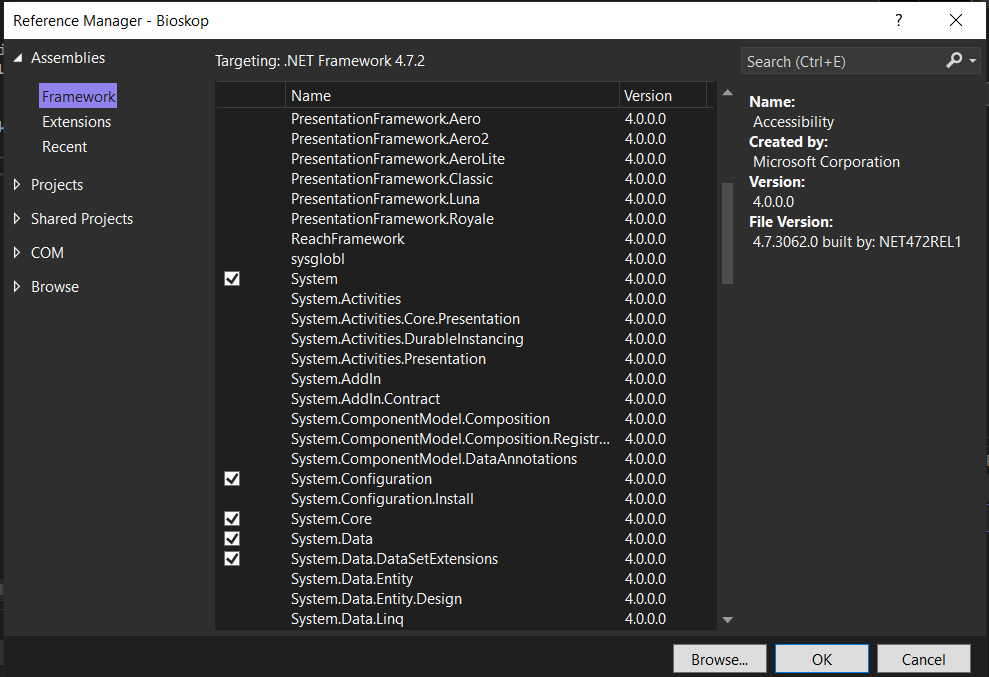 Reference Manager - Bioskop
?
Assemblies
Framework
Extensions
Recent
Projects
Shared Projects
COM
Browse
Targeting: .NET Framework 4.7.2
Search (Ctrl+E)
Name Version
PresentationFramework.Aero 4.0.0.0
PresentationFramework.Aero2 4.0.0.0
PresentationFramework.AeroLite 4.0.0.0
PresentationFramework.Classic 4.0.0.0
PresentationFramework.Luna 4.0.0.0
PresentationFramework.Royale 4.0.0.0
ReachFramework 4.0.0.0
sysglobl 4.0.0.0
System 4.0.0.0
System.Activities 4.0.0.0
System.Activities.Core.Presentation 4.0.0.0
System.Activities.DurableInstancing 4.0.0.0
System.Activities.Presentation 4.0.0.0
System.AddIn 4.0.0.0
System.AddIn.Contract 4.0.0.0
System.ComponentModel.Composition 4.0.0.0
System.ComponentModel.Composition.Registr... 4.0.0.0
System.ComponentModel.DataAnnotations 4.0.0.0
System.Configuration 4.0.0.0
System.Configuration.Install 4.0.0.0
System.Core 4.0.0.0
System.Data 4.0.0.0
System.Data.DataSetExtensions 4.0.0.0
System.Data.Entity 4.0.0.0
System.Data.Entity.Design 4.0.0.0
System.Data.Linq 4.0.0.0
Name:
Accessibility
Created by:
Microsoft Corporation
Version:
4.0.0.0
File Version:
4.7.3062.0 built by: NET472REL1
Browse...
OK
Cancel